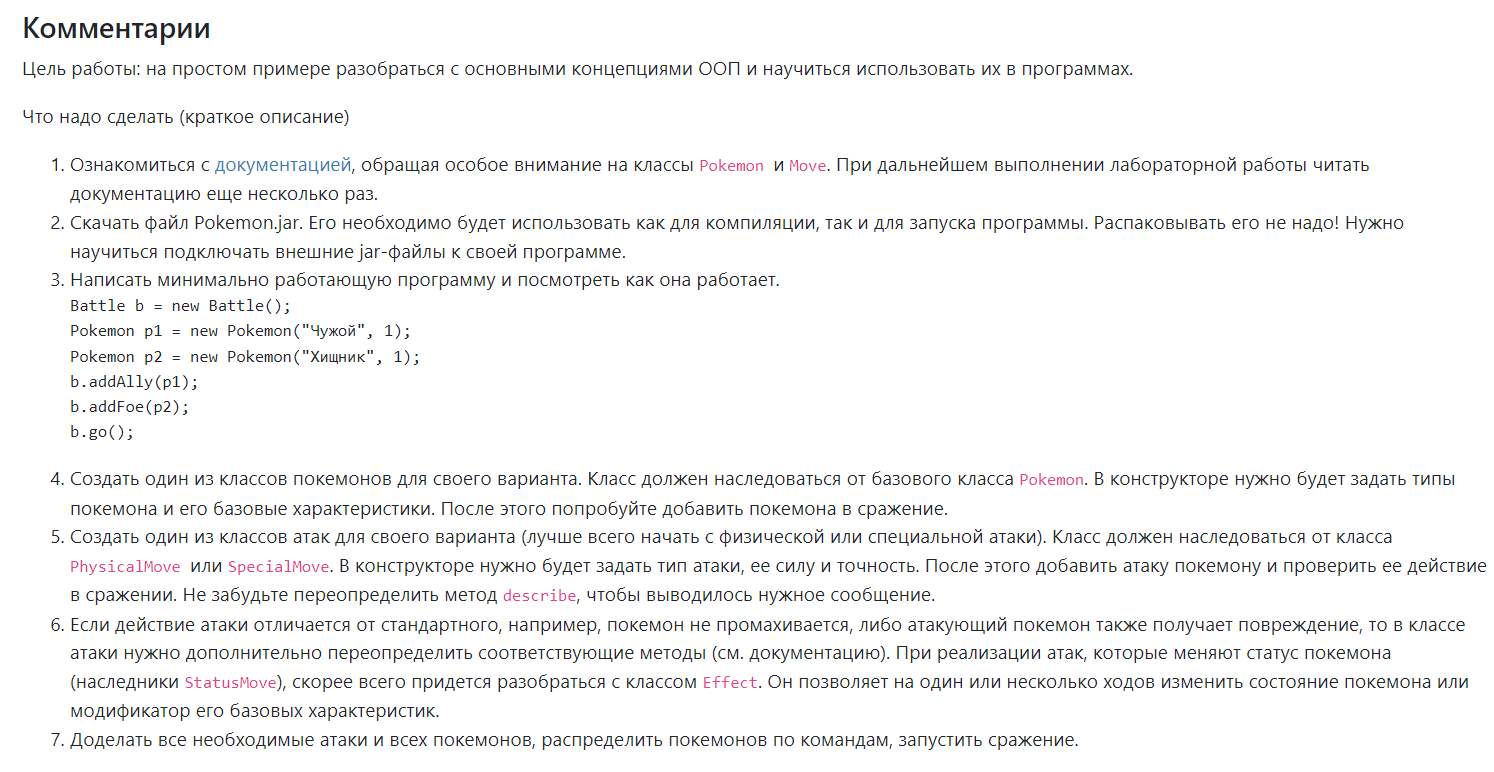 Комментарии
Цель работы: на простом примере разобраться с основными концепциями ООП и научиться использовать их в программах.
Что надо сделать (краткое описание)
1. Ознакомиться с документацией, обращая особое внимание на классы Pokemon и Move. При дальнейшем выполнении лабораторной работы читать
документацию еще несколько раз.
2. Скачать файл Pokemon.jar. Его необходимо будет использовать как для компиляции, так и для запуска программы. Распаковывать его не надо! Нужно
научиться подключать внешние jar-файлы к своей программе.
3. Написать минимально работающую программу и посмотреть как она работает.
Battle b = new Battle();
Pokemon p1 = new Pokemon("Чужой", 1);
Pokemon p2 = new Pokemon("Хищник", 1);
b.addAlly(p1);
b.addFoe(p2);
b.go();
4. Создать один из классов покемонов для своего варианта. Класс должен наследоваться от базового класса Pokemon. В конструкторе нужно будет задать типы
покемона и его базовые характеристики. После этого попробуйте добавить покемона в сражение.
5. Создать один из классов атак для своего варианта (лучше всего начать с физической или специальной атаки). Класс должен наследоваться от класса
PhysicalMove или SpecialMove. В конструкторе нужно будет задать тип атаки, ее силу и точность. После этого добавить атаку покемону и проверить ее действие
в сражении. Не забудьте переопределить метод describe, чтобы выводилось нужное сообщение.
6. Если действие атаки отличается от стандартного, например, покемон не промахивается, либо атакующий покемон также получает повреждение, то в классе
атаки нужно дополнительно переопределить соответствующие методы (см. документацию). При реализации атак, которые меняют статус покемона
(наследники StatusMove), скорее всего придется разобраться с классом Effect. Он позволяет на один или несколько ходов изменить состояние покемона или
модификатор его базовых характеристик.
7. Доделать все необходимые атаки и всех покемонов, распределить покемонов по командам, запустить сражение.